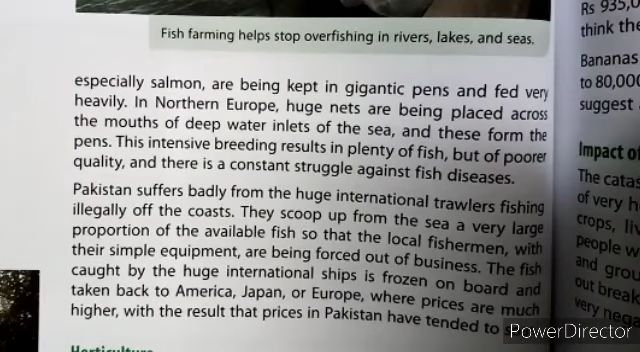 Fish farming helps stop overfishing in rivers, lakes, and seas.
especially salmon, are being kept in gigantic pens and fed very
heavily. In Northern Europe, huge nets are being placed across
the mouths of deep water inlets of the sea, and these form the
pens. This intensive breeding results in plenty of fish, but of poorer
quality, and there is a constant struggle against fish diseases.
Pakistan suffers badly from the huge international trawlers fishing
illegally off the coasts. They scoop up from the sea a very large
proportion of the available fish so that the local fishermen, with
their simple equipment, are being forced out of business. The fish
caught by the huge international ships is frozen on board and
taken back to America, Japan, or Europe, where prices are much
higher, with the result that prices in Pakistan have tended to
Horticulture
Rs 935,0
think the
Bananas
to 80,000
suggest
Impact of
The catas
of very h
crops, liv
people w
and grou
out break
very nega
PowerDirector